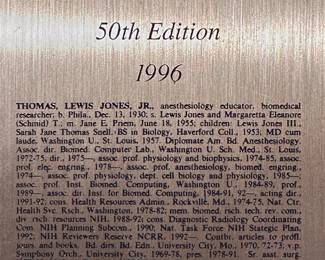 50th Edition
1996
THOMAS, LEWIS JONES, JR., anesthesiology educator, biomedical
researcher; b. Phila., Dec. 13, 1930; s. Lewis Jones and Margaretta Eleanore
(Schmid) T.; m. Jane E. Priem, June 18, 1955; children: Lewis Jones III,
Sarah Jane Thomas Snell. BS in Biology, Haverford Coll., 1953; MD cum
laude, Washington U., St. Louis, 1957. Diplomate Am. Bd. Anesthesiology.
Assoc. dir. Biomed. Computer Lab., Washington U. Sch. Med., St. Louis,
1972-75, dir., 1975—, assoc. prof. physiology and biophysics, 1974-85, assoc.
prof. elec. engring., 1978—, assoc. prof. anesthesiology, biomed. engring.,
1974—, assoc. prof. physiology, dept. cell biology and physiology, 1985—,
assoc. prof. Inst. Biomed. Computing, Washington U., 1984-89, prof.,
1989—, assoc. dir. Inst. for Biomed. Computing, 1984-91, 92—, acting dir.,
1991-92; cons. Health Resources Admin., Rockville, Md., 1974-75, Nat. Ctr.
Health Svc. Rsch., Washington, 1978-82; mem. biomed. rsch. tech. rev. com.,
div. rsch. resources NIH, 1988-92; cons. Diagnostic Radiology Coordinating
Com. NIH Planning Subcom., 1990; Nat. Task Force NIH Stategic Plan,
1992; NIH Reviewers Reserve NCRR, 1992—. Contbr. articles to profl.
jours. and books. Bd. dirs. Bd. Edn., University City, Mo., 1970, 72-73; v.p.
Symphony Orch., University City, 1969-78, pres. 1978-91. Sr. asst. surg.